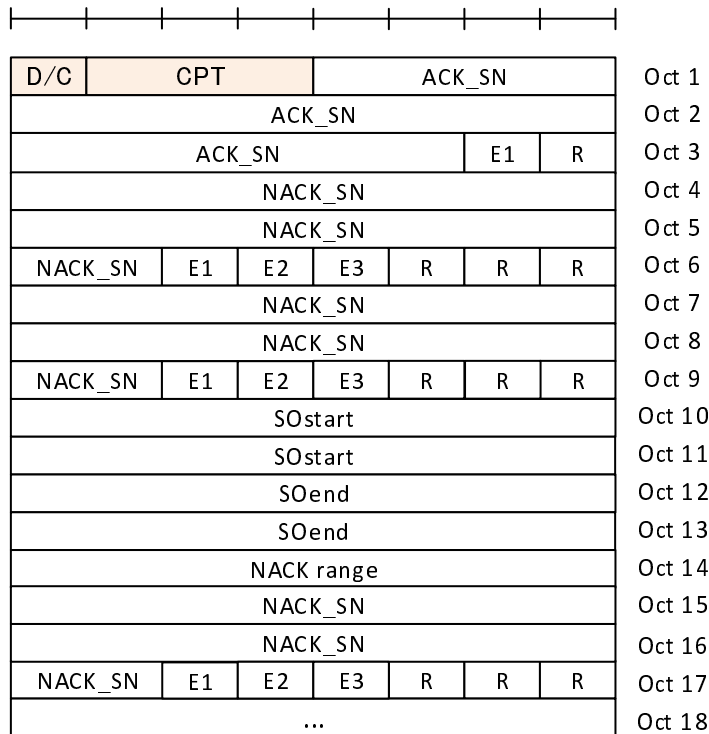 D/C CPT ACK_SN Oct 1
ACK_SN Oct 2
ACK_SN E1 R Oct 3
NACK_SN Oct 4
NACK_SN Oct 5
NACK_SN E1 E2 E3 R R R Oct 6
NACK_SN Oct 7
NACK_SN Oct 8
NACK_SN E1 E2 E3 R R R Oct 9
SOstart Oct 10
SOstart Oct 11
SOend Oct 12
SOend Oct 13
NACK range Oct 14
NACK_SN Oct 15
NACK_SN Oct 16
NACK_SN E1 E2 E3 R R R Oct 17
... Oct 18